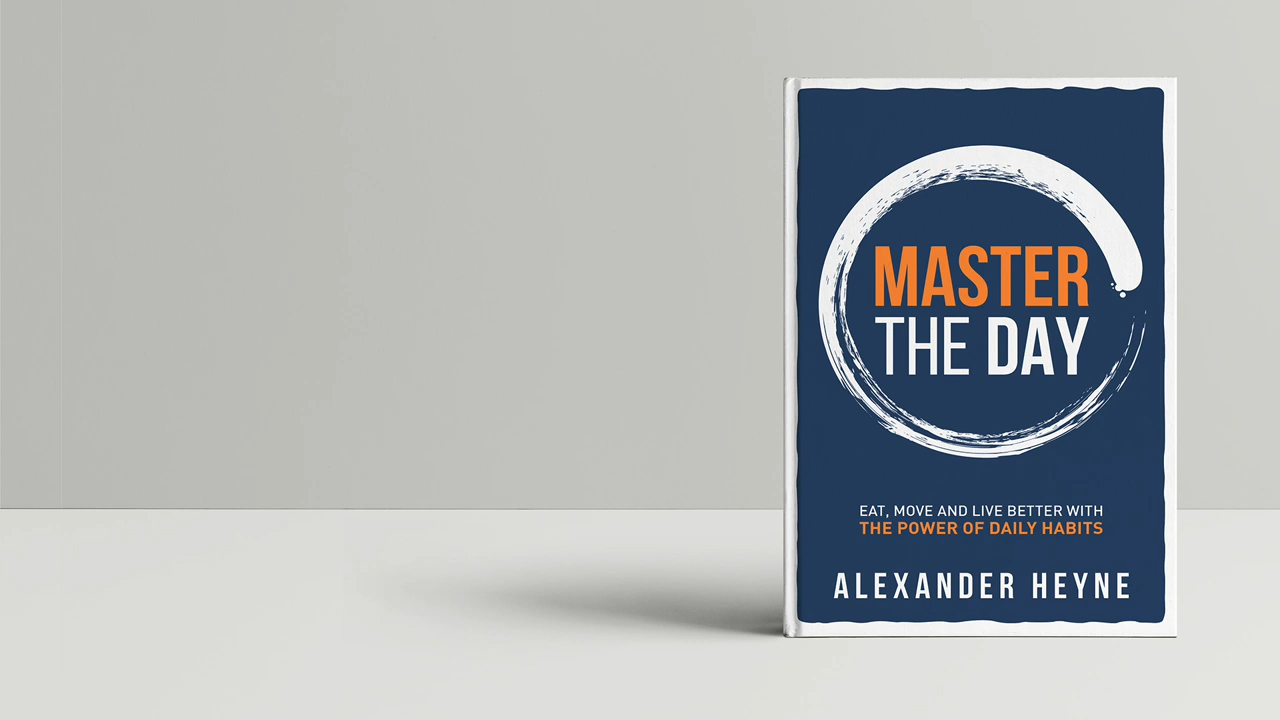 MASTER
THE DAY
EAT, MOVE AND LIVE BETTER WITH
THE POWER OF DAILY HABITS
ALEXANDER HEYNE